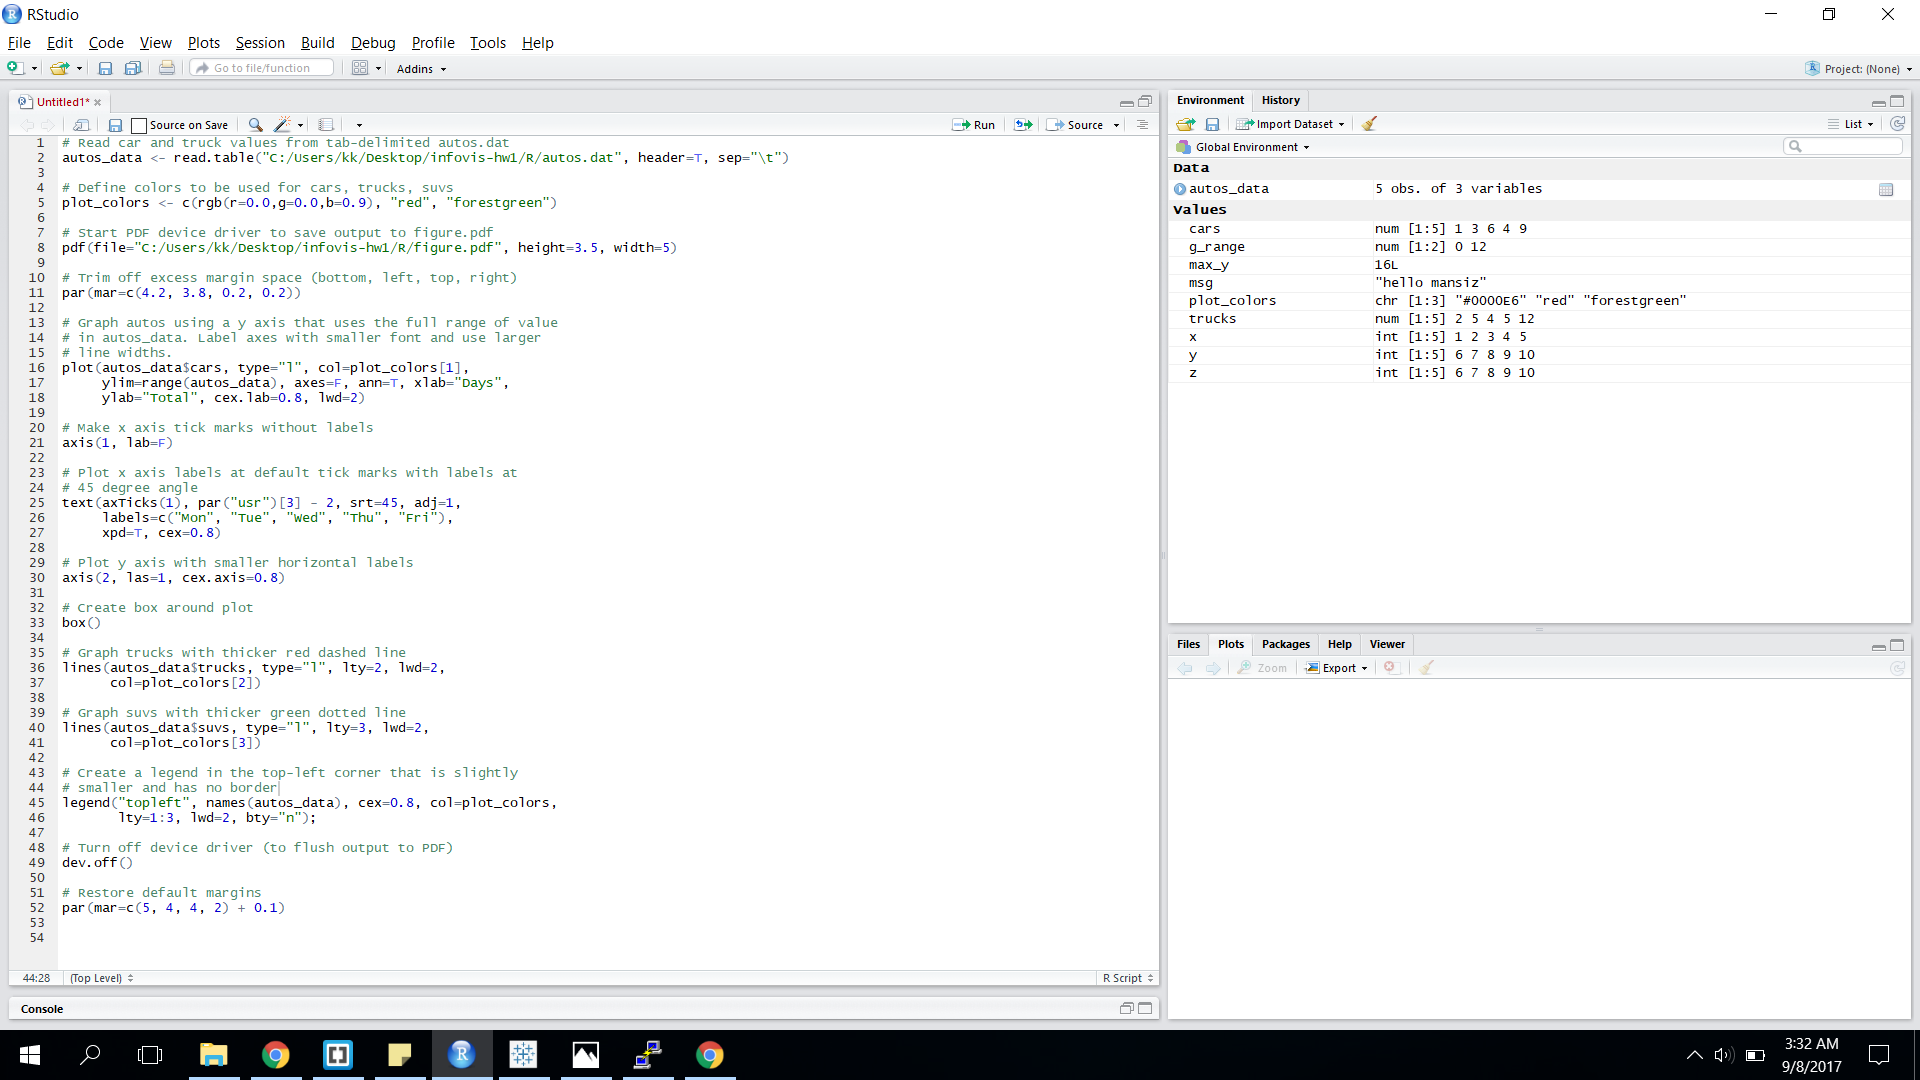 RStudio
File Edit Code View Plots Session Build Debug Profile Tools Help
Go to file/function Addins Project: (None)
Untitled1*
Source on Save Run Source
1 # Read car and truck values from tab-delimited autos.dat
2 autos_data <- read.table("C:/Users/kk/Desktop/infovis-hw1/R/autos.dat", header=T, sep="\t")
3
4 # Define colors to be used for cars, trucks, suvs
5 plot_colors <- c(rgb(r=0.0,g=0.0,b=0.9), "red", "forestgreen")
6
7 # Start PDF device driver to save output to figure.pdf
8 pdf(file="C:/Users/kk/Desktop/infovis-hw1/R/figure.pdf", height=3.5, width=5)
9
10 # Trim off excess margin space (bottom, left, top, right)
11 par(mar=c(4.2, 3.8, 0.2, 0.2))
12
13 # Graph autos using a y axis that uses the full range of value
14 # in autos_data. Label axes with smaller font and use larger
15 # line widths.
16 plot(autos_data$cars, type="l", col=plot_colors[1],
17 ylim=range(autos_data), axes=F, ann=T, xlab="Days",
18 ylab="Total", cex.lab=0.8, lwd=2)
19
20 # Make x axis tick marks without labels
21 axis(1, lab=F)
22
23 # Plot x axis labels at default tick marks with labels at
24 # 45 degree angle
25 text(axTicks(1), par("usr")[3] - 2, srt=45, adj=1,
26 labels=c("Mon", "Tue", "Wed", "Thu", "Fri"),
27 xpd=T, cex=0.8)
28
29 # Plot y axis with smaller horizontal labels
30 axis(2, las=1, cex.axis=0.8)
31
32 # Create box around plot
33 box()
34
35 # Graph trucks with thicker red dashed line
36 lines(autos_data$trucks, type="l", lty=2, lwd=2,
37 col=plot_colors[2])
38
39 # Graph suvs with thicker green dotted line
40 lines(autos_data$suvs, type="l", lty=3, lwd=2,
41 col=plot_colors[3])
42
43 # Create a legend in the top-left corner that is slightly
44 # smaller and has no border
45 legend("topleft", names(autos_data), cex=0.8, col=plot_colors,
46 lty=1:3, lwd=2, bty="n");
47
48 # Turn off device driver (to flush output to PDF)
49 dev.off()
50
51 # Restore default margins
52 par(mar=c(5, 4, 4, 2) + 0.1)
53
54
44:28 (Top Level) R Script
Console
Environment History
Import Dataset List
Global Environment
Data
autos_data 5 obs. of 3 variables
Values
cars num [1:5] 1 3 6 4 9
g_range num [1:2] 0 12
max_y 16L
msg "hello mansiz"
plot_colors chr [1:3] "#0000E6" "red" "forestgreen"
trucks num [1:5] 2 5 4 5 12
x int [1:5] 1 2 3 4 5
y int [1:5] 6 7 8 9 10
z int [1:5] 6 7 8 9 10
Files Plots Packages Help Viewer
Zoom Export
3:32 AM
9/8/2017